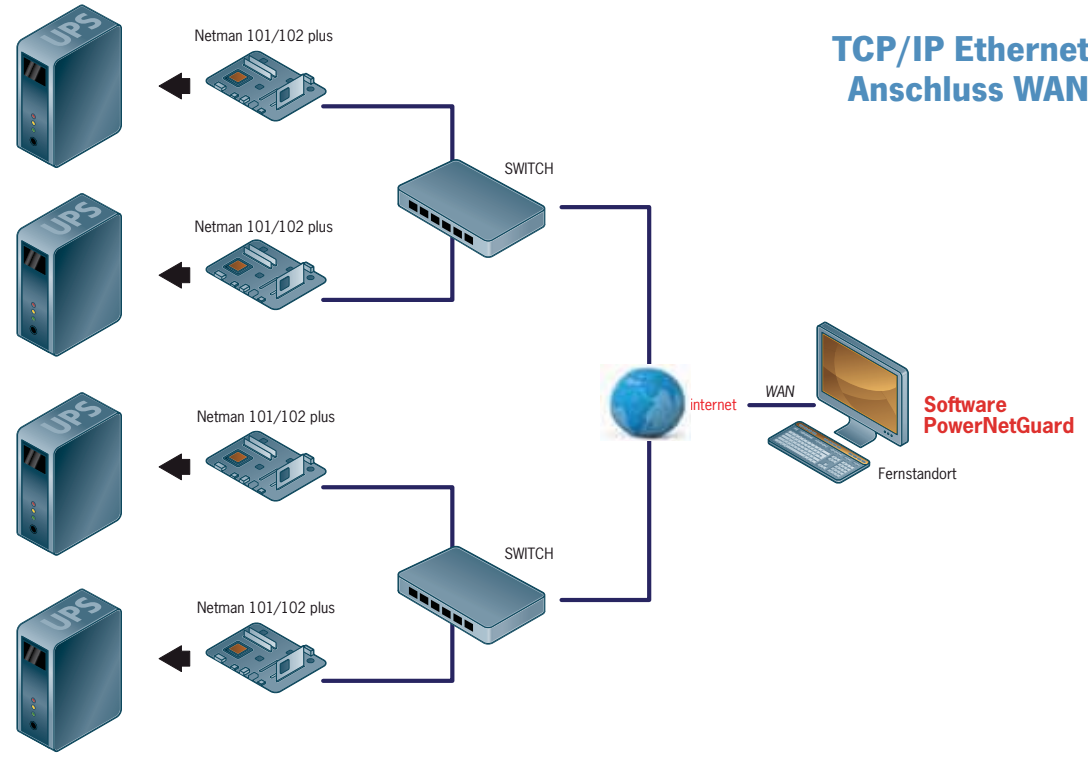 TCP/IP Ethernet
Anschluss WAN
UPS
Netman 101/102 plus
SWITCH
UPS
Netman 101/102 plus
internet
WAN
Software
PowerNetGuard
Fernstandort
UPS
Netman 101/102 plus
SWITCH
UPS
Netman 101/102 plus